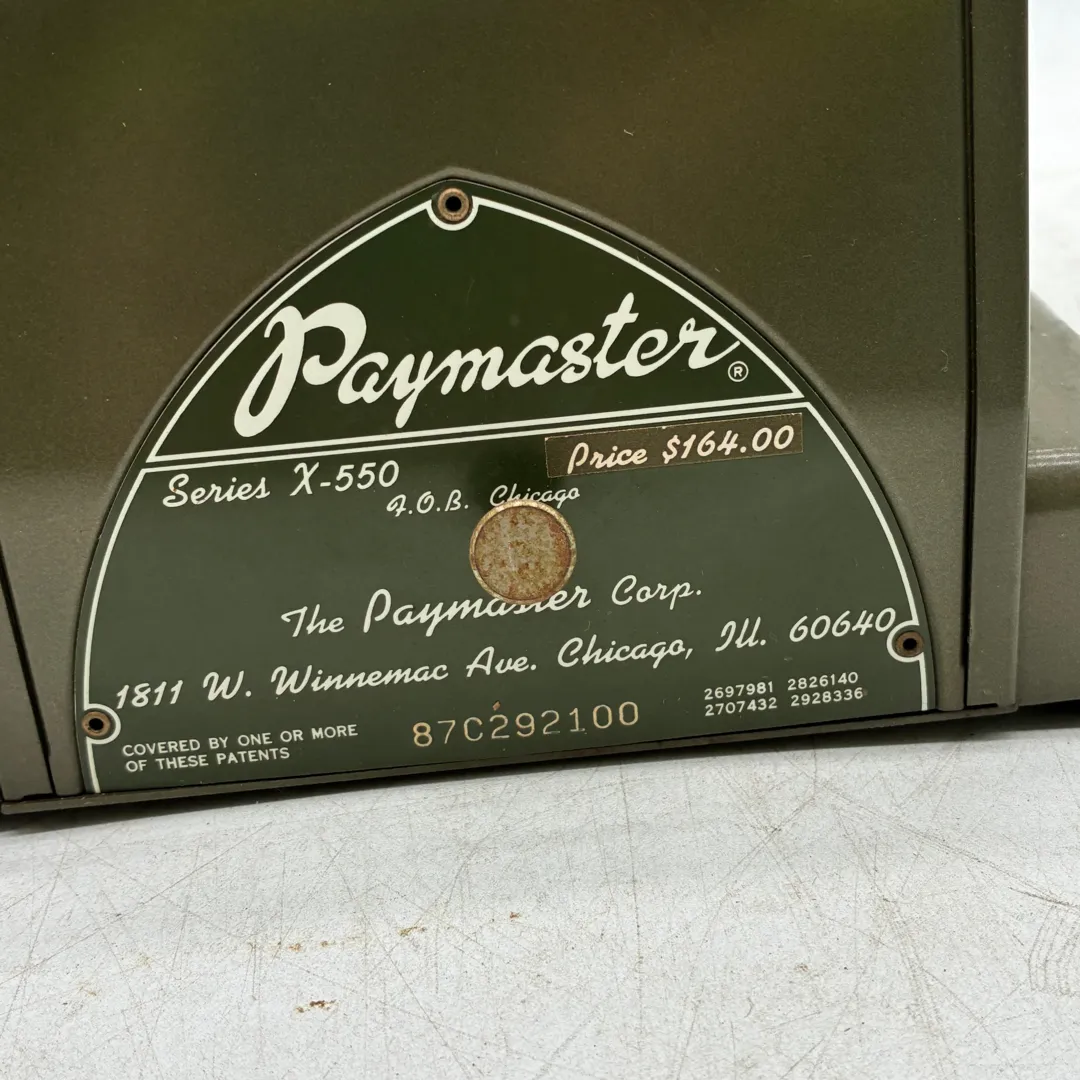 Paymaster®
Price $164.00
Series X-550
F.O.B. Chicago
The Paymaster Corp.
1811 W. Winnemac Ave. Chicago, Ill. 60640
2697981 2826140
2707432 2928336
87C292100
COVERED BY ONE OR MORE
OF THESE PATENTS